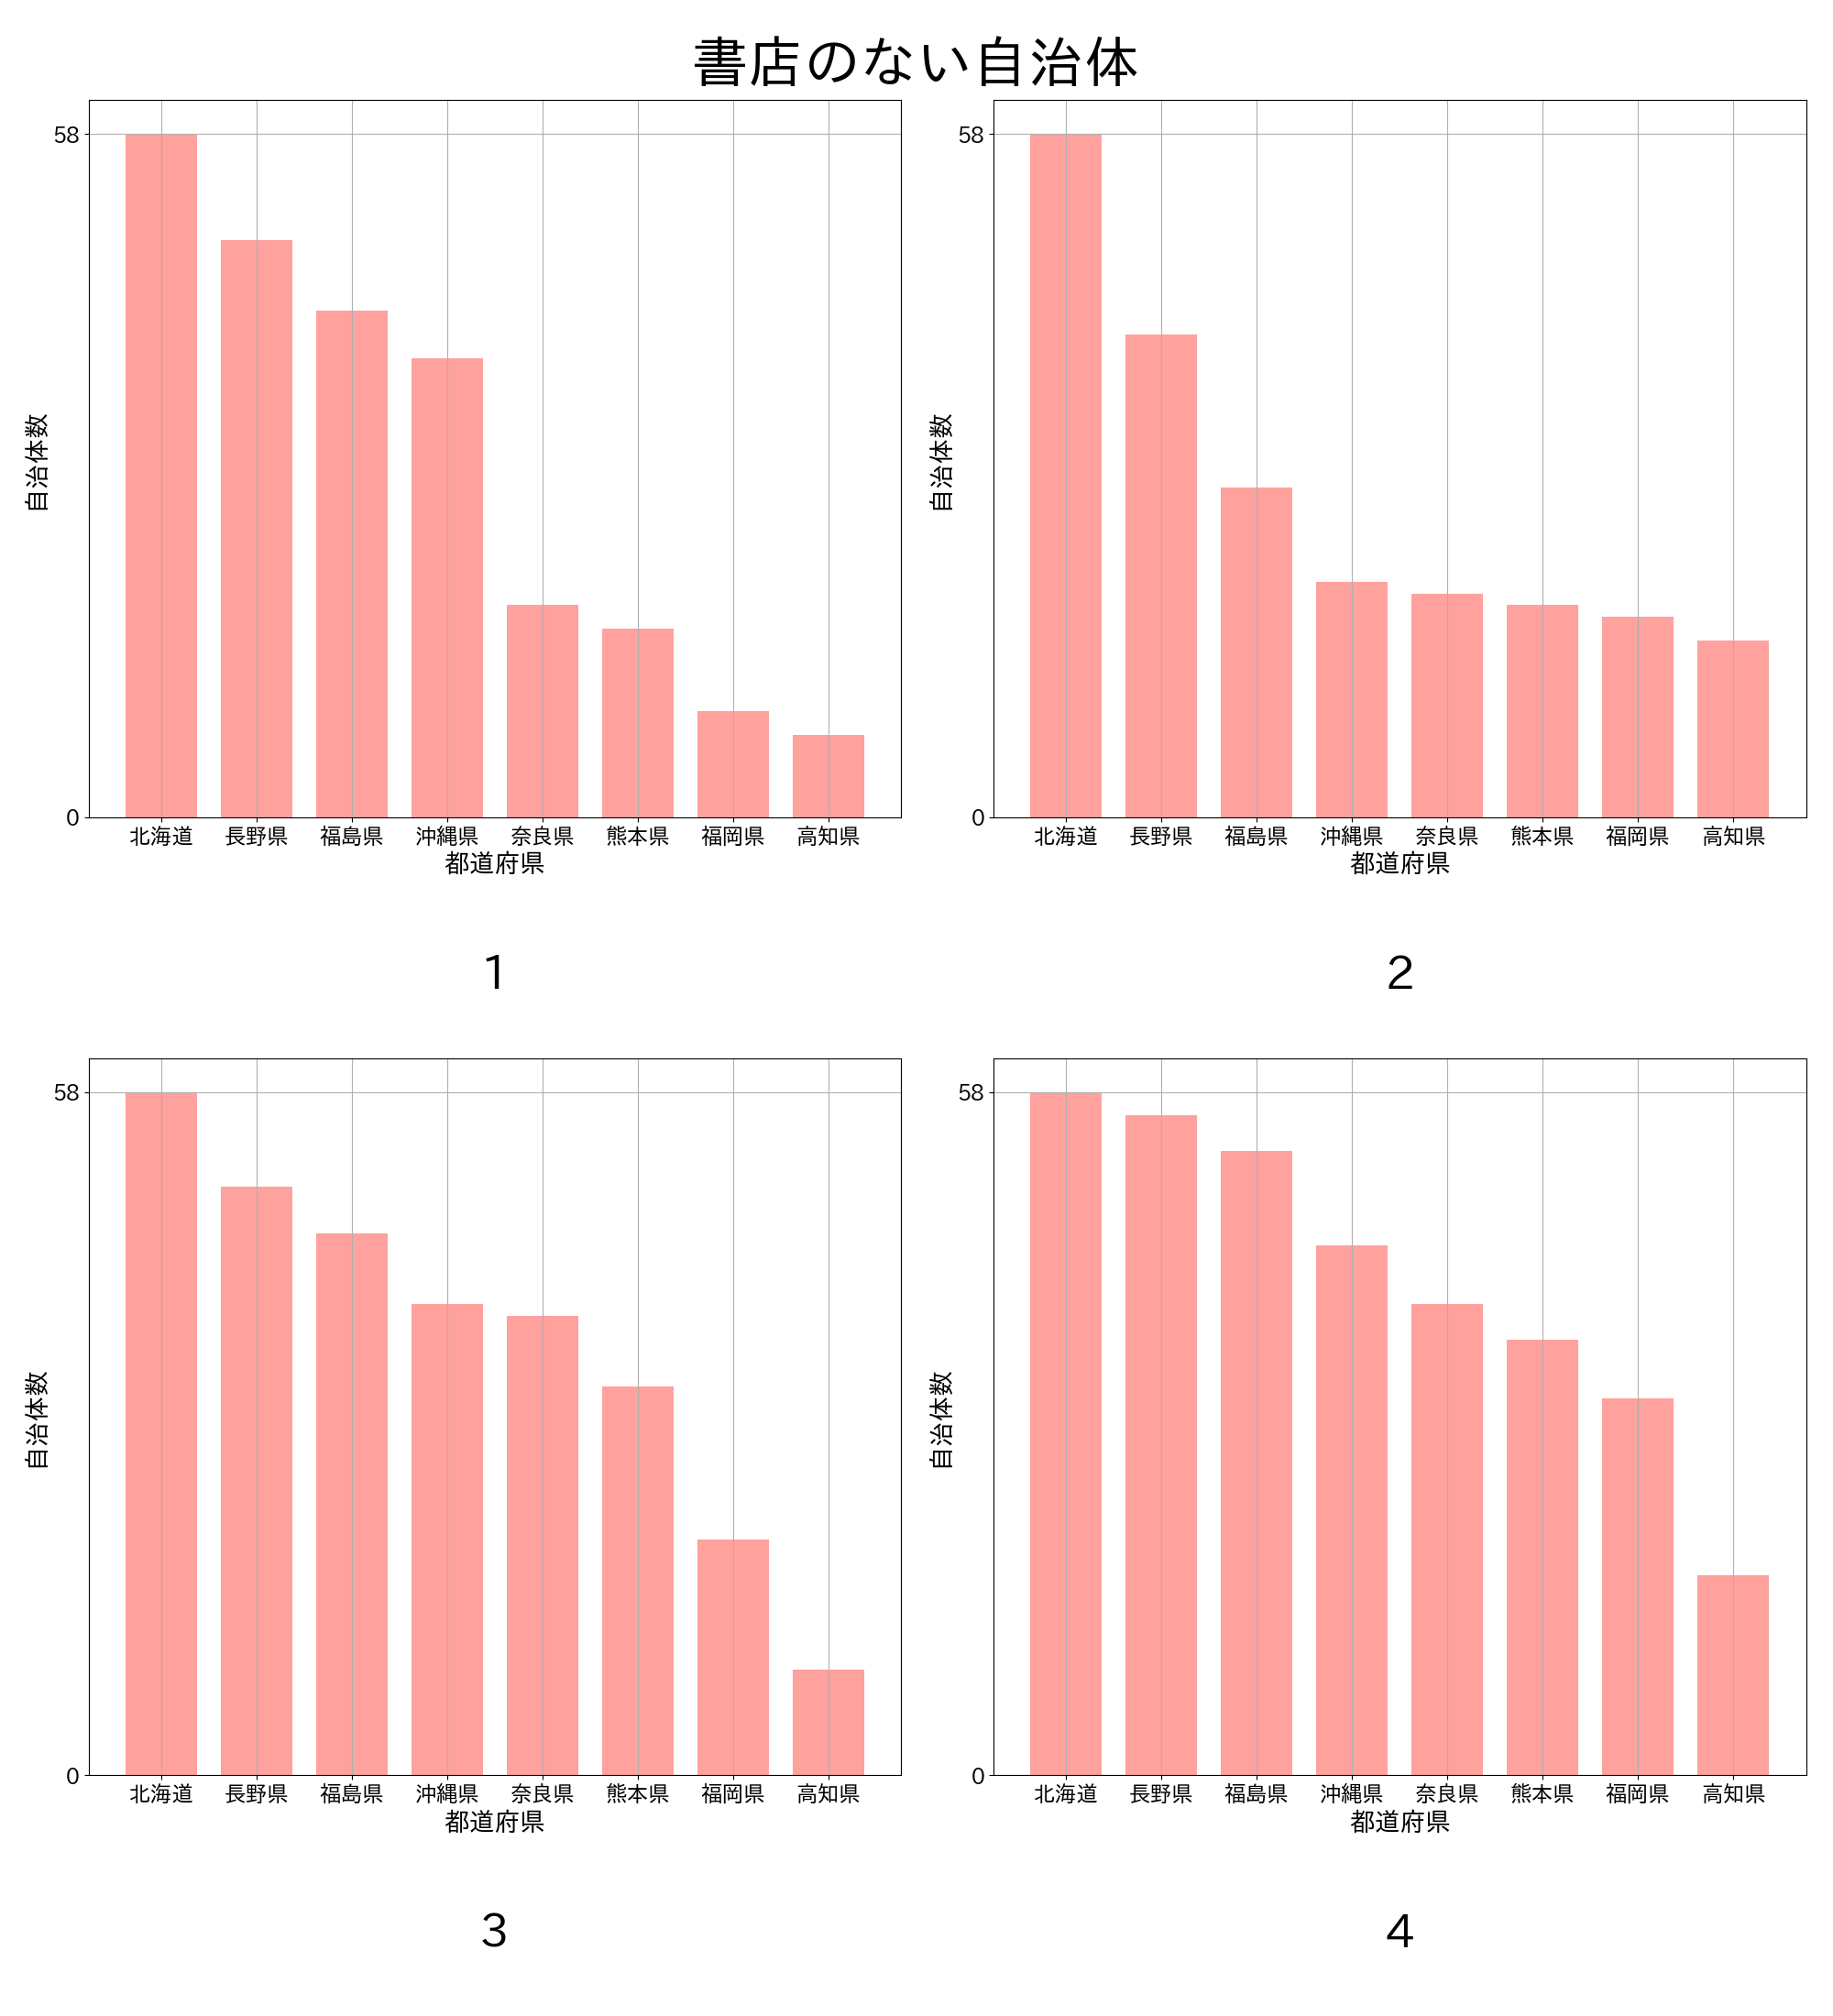 書店のない自治体
58
0
自治体数
北海道 長野県 福島県 沖縄県 奈良県 熊本県 福岡県 高知県
都道府県
1
58
0
自治体数
北海道 長野県 福島県 沖縄県 奈良県 熊本県 福岡県 高知県
都道府県
2
58
0
自治体数
北海道 長野県 福島県 沖縄県 奈良県 熊本県 福岡県 高知県
都道府県
3
58
0
自治体数
北海道 長野県 福島県 沖縄県 奈良県 熊本県 福岡県 高知県
都道府県
4